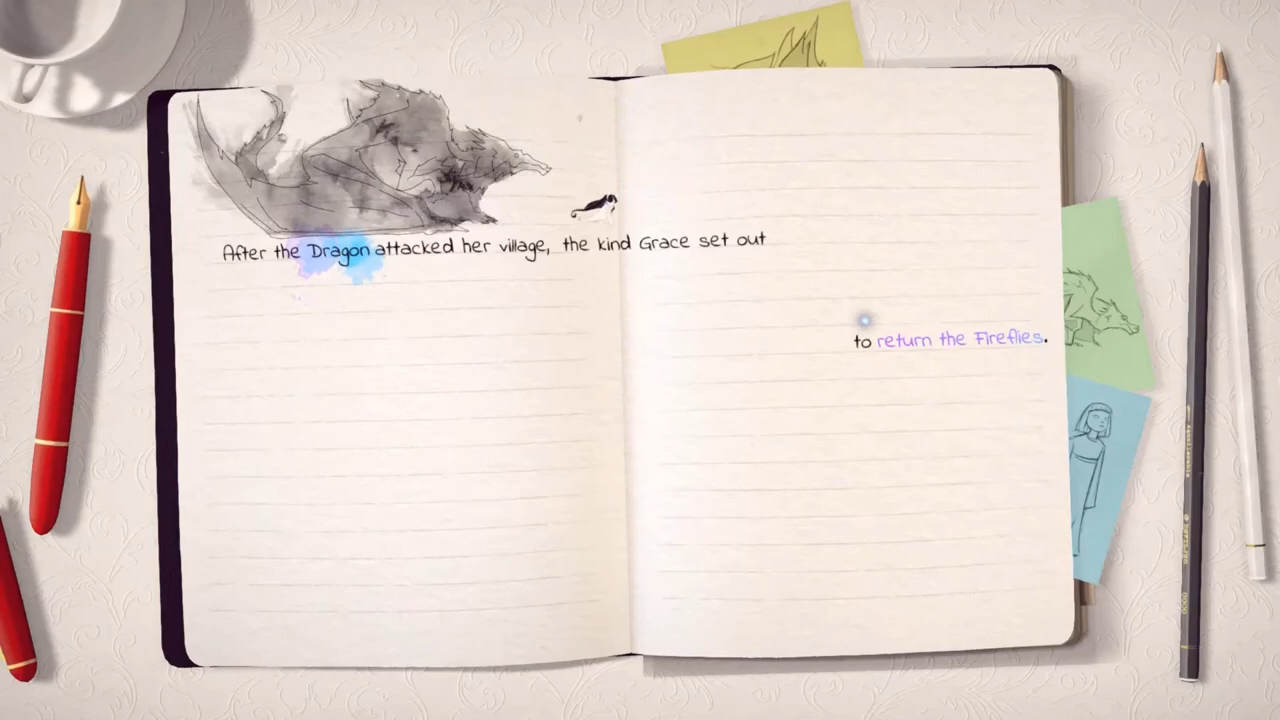 After the Dragon attacked her village, the kind Grace set out
to return the Fireflies.